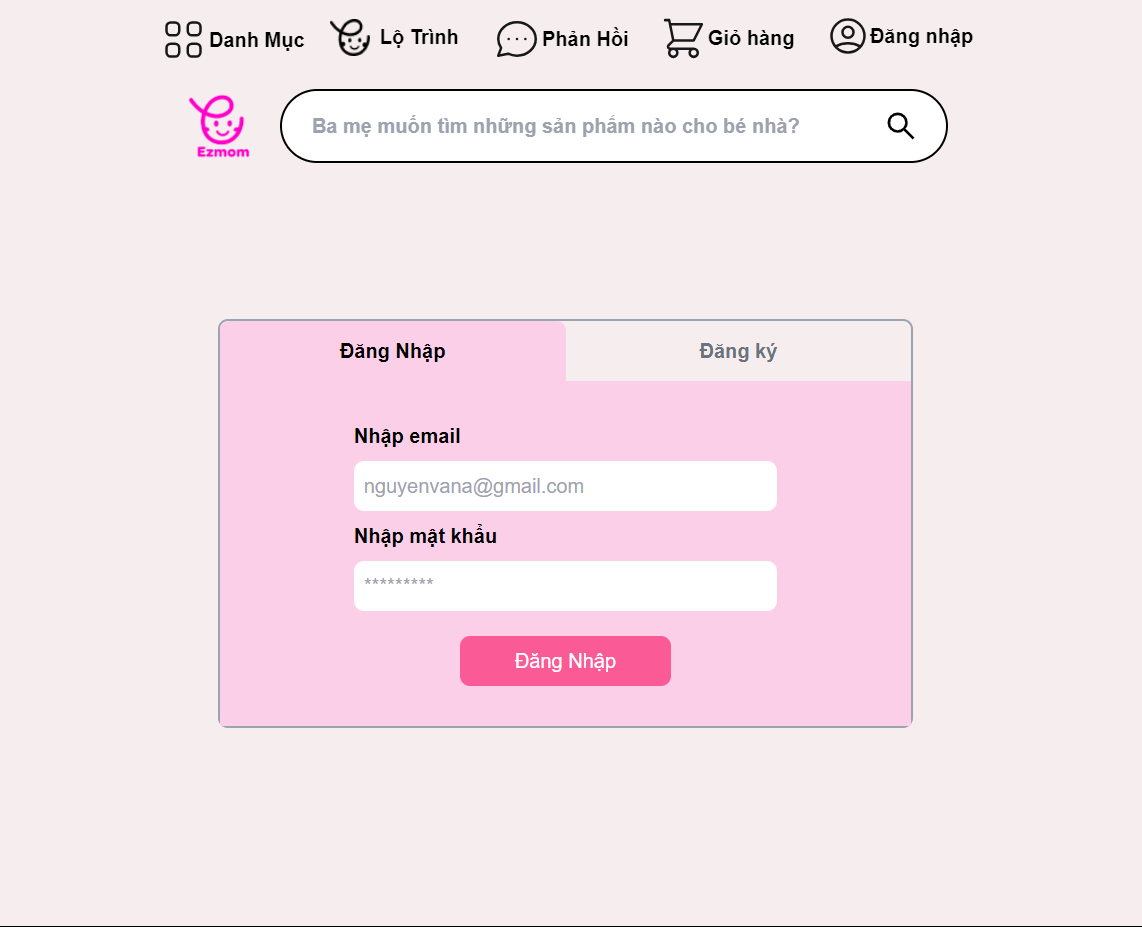 Danh Mục
Lộ Trình
Phản Hồi
Giỏ hàng
Đăng nhập
Ezmom
Ba mẹ muốn tìm những sản phẩm nào cho bé nhà?
Đăng Nhập
Đăng ký
Nhập email
nguyenvana@gmail.com
Nhập mật khẩu
*********
Đăng Nhập